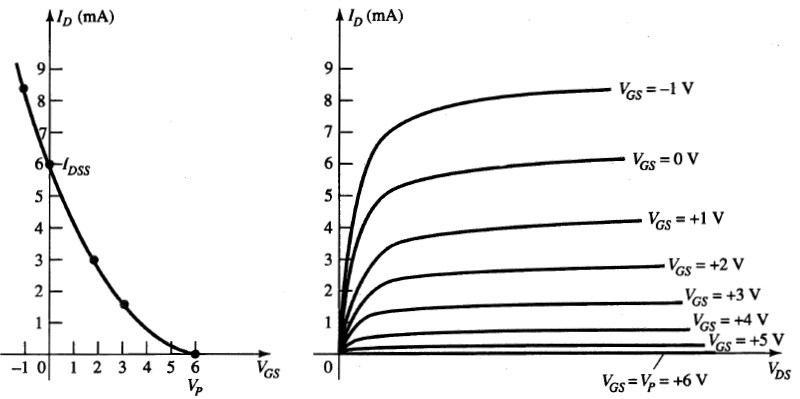 I_D (mA)
9
8
7
6
I_DSS
5
4
3
2
1
0
–1 0 1 2 3 4 5 6
V_P
V_GS
I_D (mA)
9
8
7
6
5
4
3
2
1
0
V_GS = –1 V
V_GS = 0 V
V_GS = +1 V
V_GS = +2 V
V_GS = +3 V
V_GS = +4 V
V_GS = +5 V
V_DS
V_GS = V_P = +6 V